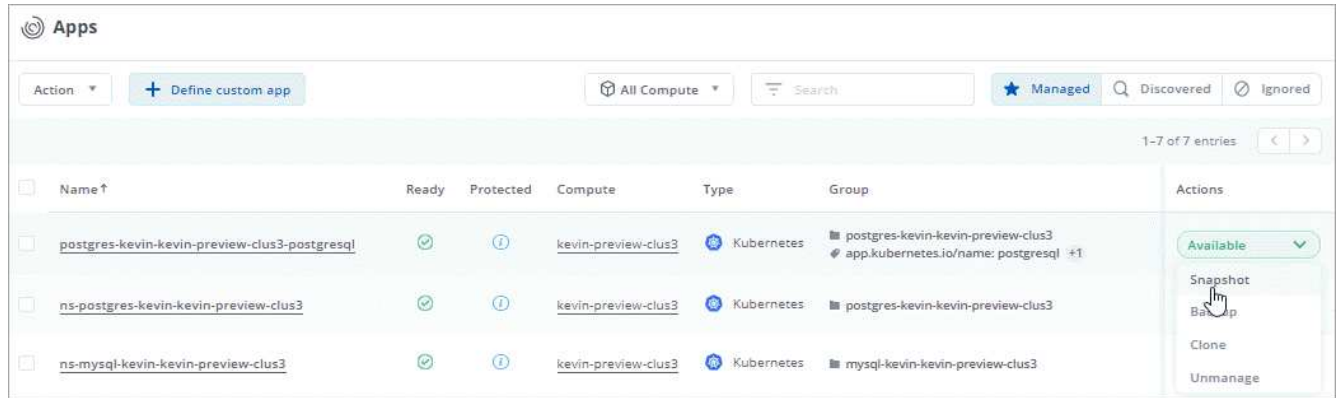 Apps
Action + Define custom app All Compute Search Managed Discovered Ignored
1-7 of 7 entries < >
Name↑ Ready Protected Compute Type Group Actions
postgres-kevin-kevin-preview-clus3-postgresql kevin-preview-clus3 Kubernetes postgres-kevin-kevin-preview-clus3 Available
app.kubernetes.io/name: postgresql +1
Snapshot
ns-postgres-kevin-kevin-preview-clus3 kevin-preview-clus3 Kubernetes postgres-kevin-kevin-preview-clus3 Backup
Clone
ns-mysql-kevin-kevin-preview-clus3 kevin-preview-clus3 Kubernetes mysql-kevin-kevin-preview-clus3
Unmanage